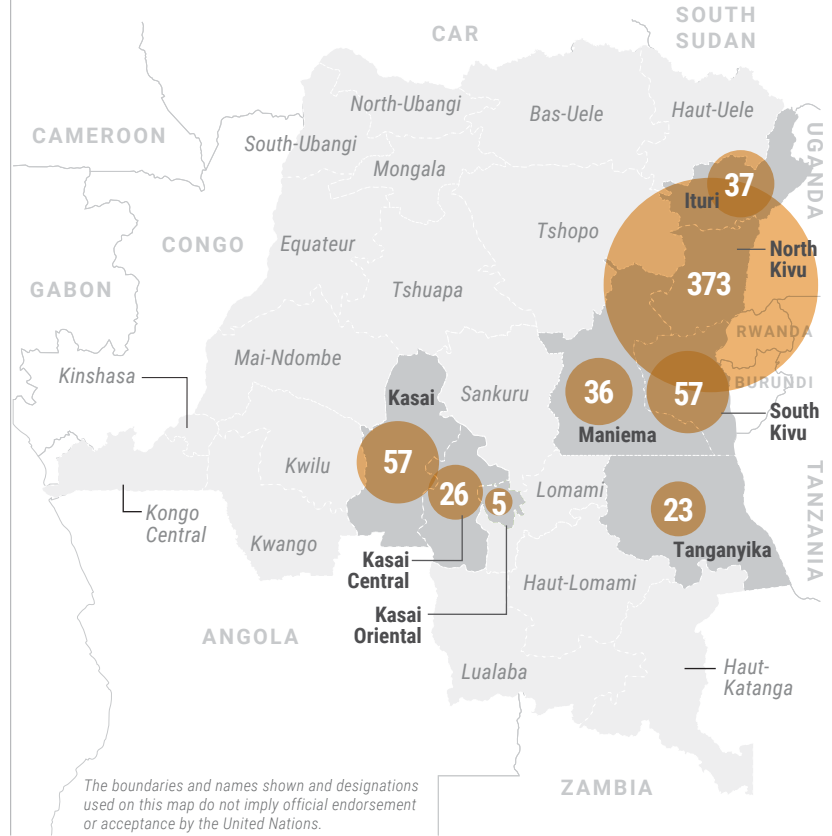 SOUTH
SUDAN
CAR
North-Ubangi
Bas-Uele
Haut-Uele
CAMEROON
South-Ubangi
UGANDA
Mongala
37
Ituri
Tshopo
CONGO
Equateur
North
Kivu
GABON
Tshuapa
373
RWANDA
Mai-Ndombe
Kinshasa
BURUNDI
Kasai
Sankuru
36
57
South
Kivu
Maniema
57
Kwilu
26
5
Lomami
23
TANZANIA
Kongo
Central
Kwango
Tanganyika
Kasai
Central
Haut-Lomami
Kasai
Oriental
ANGOLA
Lualaba
Haut-
Katanga
ZAMBIA
The boundaries and names shown and designations
used on this map do not imply official endorsement
or acceptance by the United Nations.